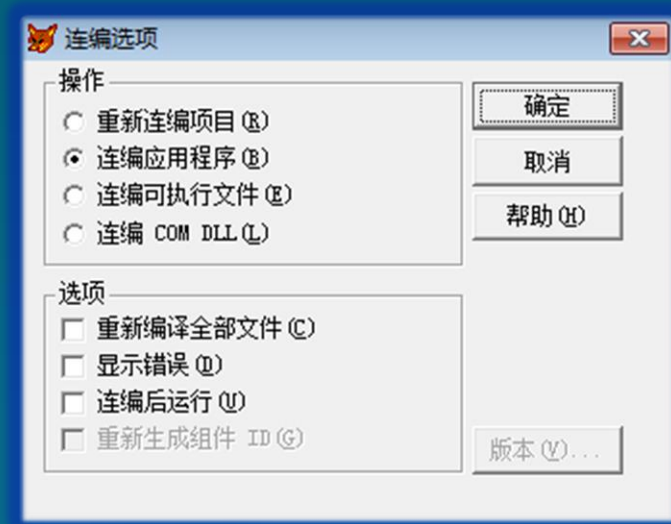 连编选项
操作
重新连编项目(R)
连编应用程序(B)
连编可执行文件(E)
连编 COM DLL(L)
确定
取消
帮助(H)
选项
重新编译全部文件(C)
显示错误(D)
连编后运行(U)
重新生成组件 ID(G)
版本(V)...